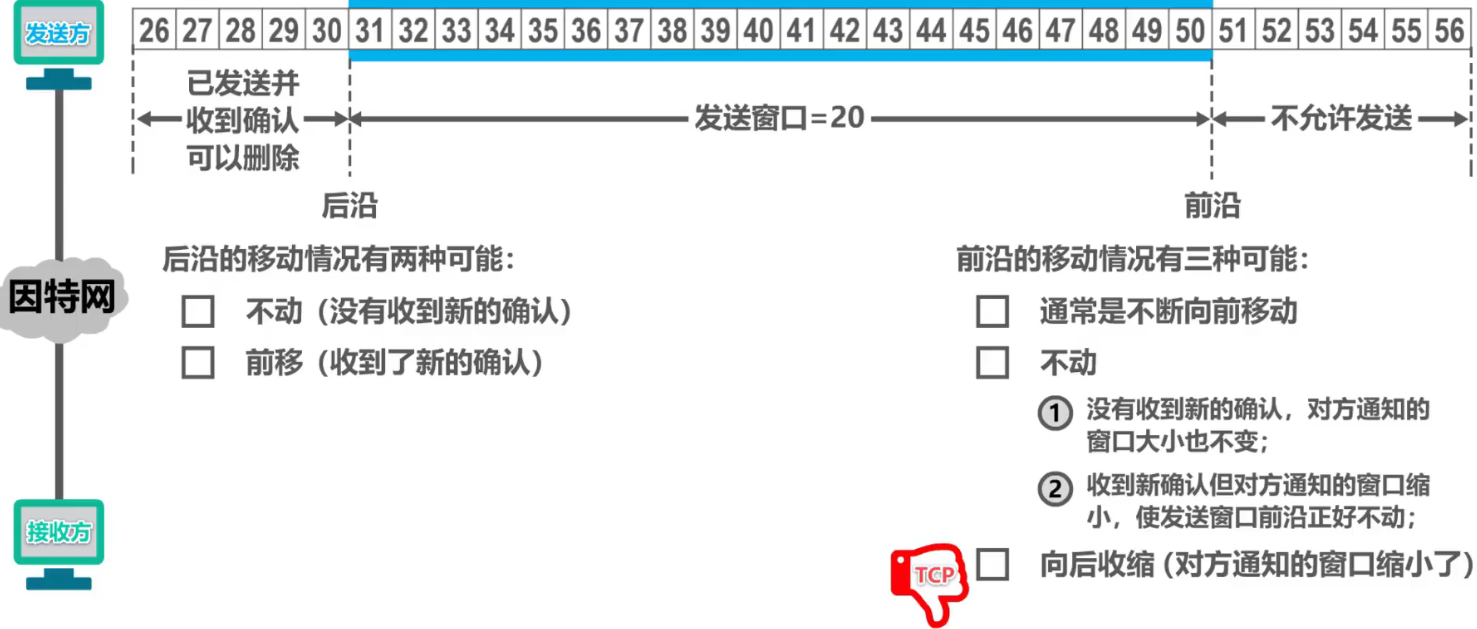 发送方
26 27 28 29 30 31 32 33 34 35 36 37 38 39 40 41 42 43 44 45 46 47 48 49 50 51 52 53 54 55 56
已发送并
收到确认
可以删除
发送窗口=20
不允许发送
后沿
前沿
后沿的移动情况有两种可能：
不动（没有收到新的确认）
前移（收到了新的确认）
前沿的移动情况有三种可能：
通常是不断向前移动
不动
1 没有收到新的确认，对方通知的
窗口大小也不变；
2 收到新确认但对方通知的窗口缩
小，使发送窗口前沿正好不动；
TCP
向后收缩（对方通知的窗口缩小了）
因特网
接收方